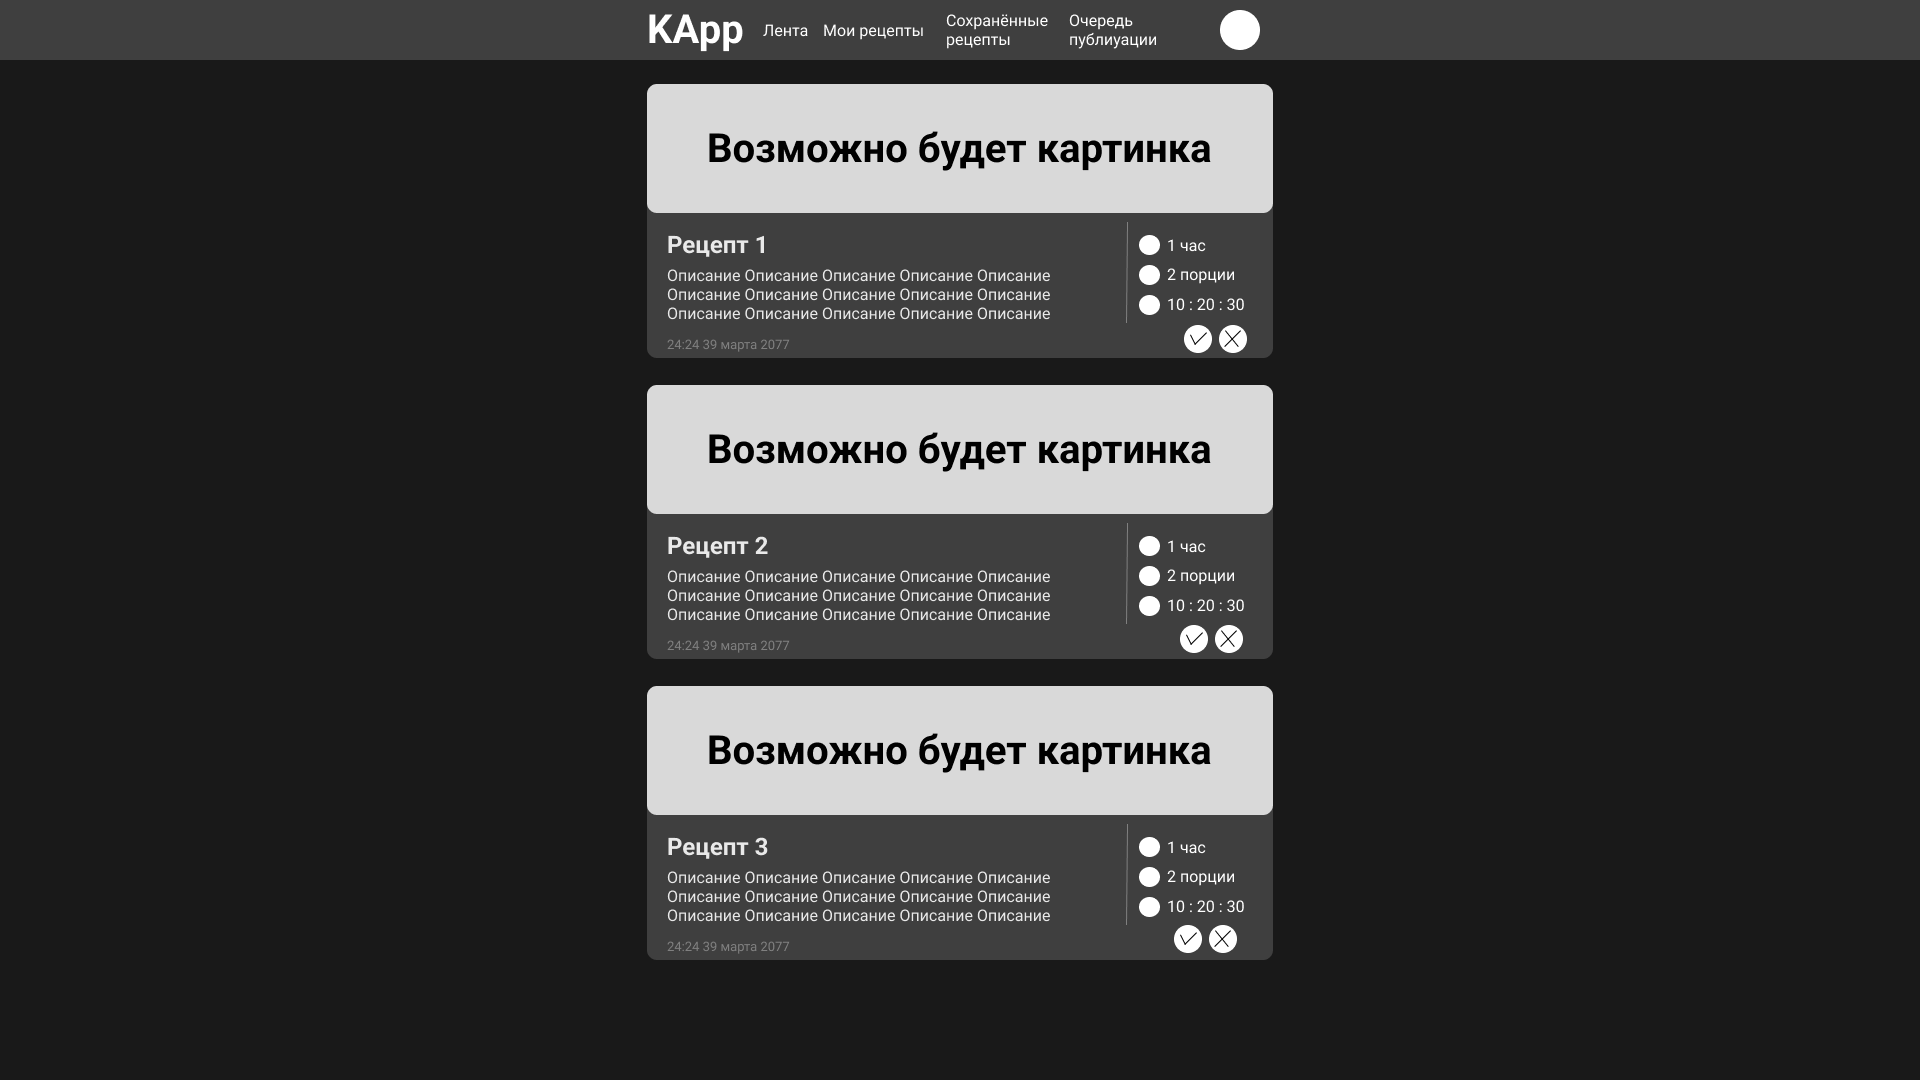 KApp
Лента
Мои рецепты
Сохранённые
рецепты
Очередь
публиуации
Возможно будет картинка
Рецепт 1
Описание Описание Описание Описание Описание
Описание Описание Описание Описание Описание
Описание Описание Описание Описание Описание
24:24 39 марта 2077
1 час
2 порции
10 : 20 : 30
Возможно будет картинка
Рецепт 2
Описание Описание Описание Описание Описание
Описание Описание Описание Описание Описание
Описание Описание Описание Описание Описание
24:24 39 марта 2077
1 час
2 порции
10 : 20 : 30
Возможно будет картинка
Рецепт 3
Описание Описание Описание Описание Описание
Описание Описание Описание Описание Описание
Описание Описание Описание Описание Описание
24:24 39 марта 2077
1 час
2 порции
10 : 20 : 30